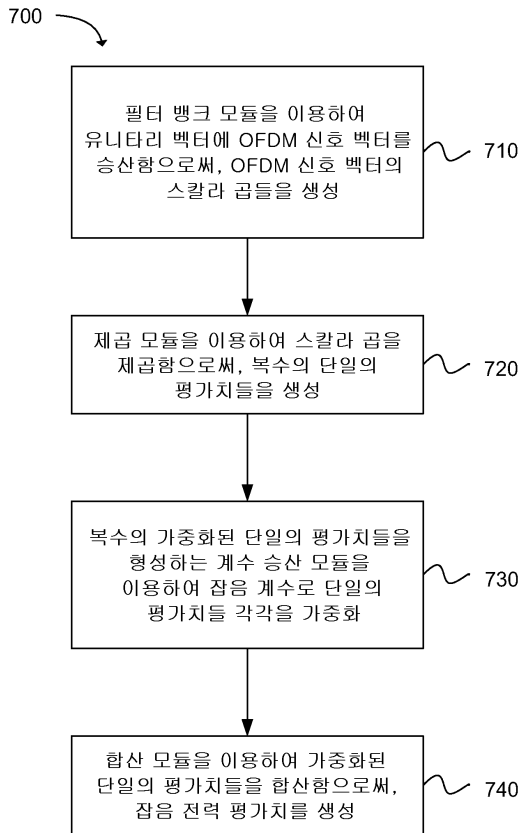 700
필터 뱅크 모듈을 이용하여
유니타리 벡터에 OFDM 신호 벡터를
승산함으로써, OFDM 신호 벡터의
스칼라 곱들을 생성
710
제곱 모듈을 이용하여 스칼라 곱을
제곱함으로써, 복수의 단일의
평가치들을 생성
720
복수의 가중화된 단일의 평가치들을
형성하는 계수 승산 모듈을
이용하여 잡음 계수로 단일의
평가치들 각각을 가중화
730
합산 모듈을 이용하여 가중화된
단일의 평가치들을 합산함으로써,
잡음 전력 평가치를 생성
740